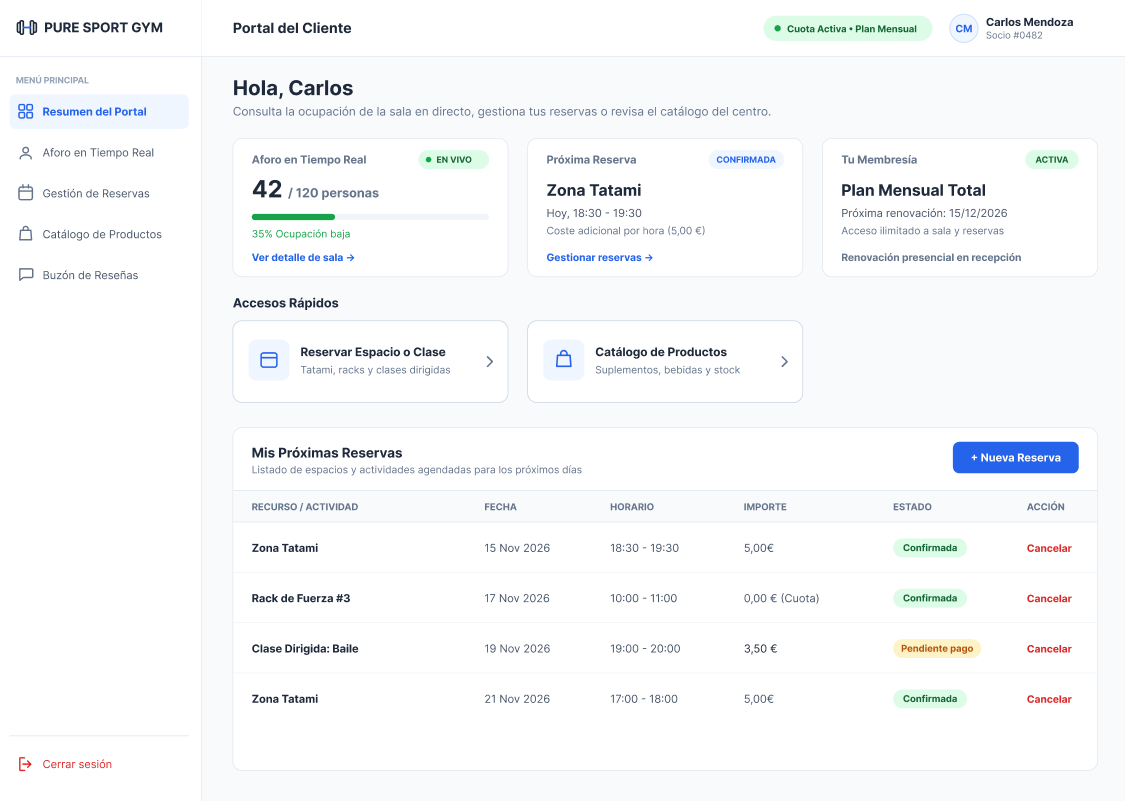 PURE SPORT GYM
Portal del Cliente
Cuota Activa • Plan Mensual
CM
Carlos Mendoza
Socio #0482
MENÚ PRINCIPAL
Resumen del Portal
Aforo en Tiempo Real
Gestión de Reservas
Catálogo de Productos
Buzón de Reseñas
Cerrar sesión
Hola, Carlos
Consulta la ocupación de la sala en directo, gestiona tus reservas o revisa el catálogo del centro.
Aforo en Tiempo Real
EN VIVO
42 / 120 personas
35% Ocupación baja
Ver detalle de sala →
Próxima Reserva
CONFIRMADA
Zona Tatami
Hoy, 18:30 - 19:30
Coste adicional por hora (5,00 €)
Gestionar reservas →
Tu Membresía
ACTIVA
Plan Mensual Total
Próxima renovación: 15/12/2026
Acceso ilimitado a sala y reservas
Renovación presencial en recepción
Accesos Rápidos
Reservar Espacio o Clase
Tatami, racks y clases dirigidas
Catálogo de Productos
Suplementos, bebidas y stock
Mis Próximas Reservas
Listado de espacios y actividades agendadas para los próximos días
+ Nueva Reserva
RECURSO / ACTIVIDAD FECHA HORARIO IMPORTE ESTADO ACCIÓN
Zona Tatami 15 Nov 2026 18:30 - 19:30 5,00€ Confirmada Cancelar
Rack de Fuerza #3 17 Nov 2026 10:00 - 11:00 0,00 € (Cuota) Confirmada Cancelar
Clase Dirigida: Baile 19 Nov 2026 19:00 - 20:00 3,50 € Pendiente pago Cancelar
Zona Tatami 21 Nov 2026 17:00 - 18:00 5,00€ Confirmada Cancelar